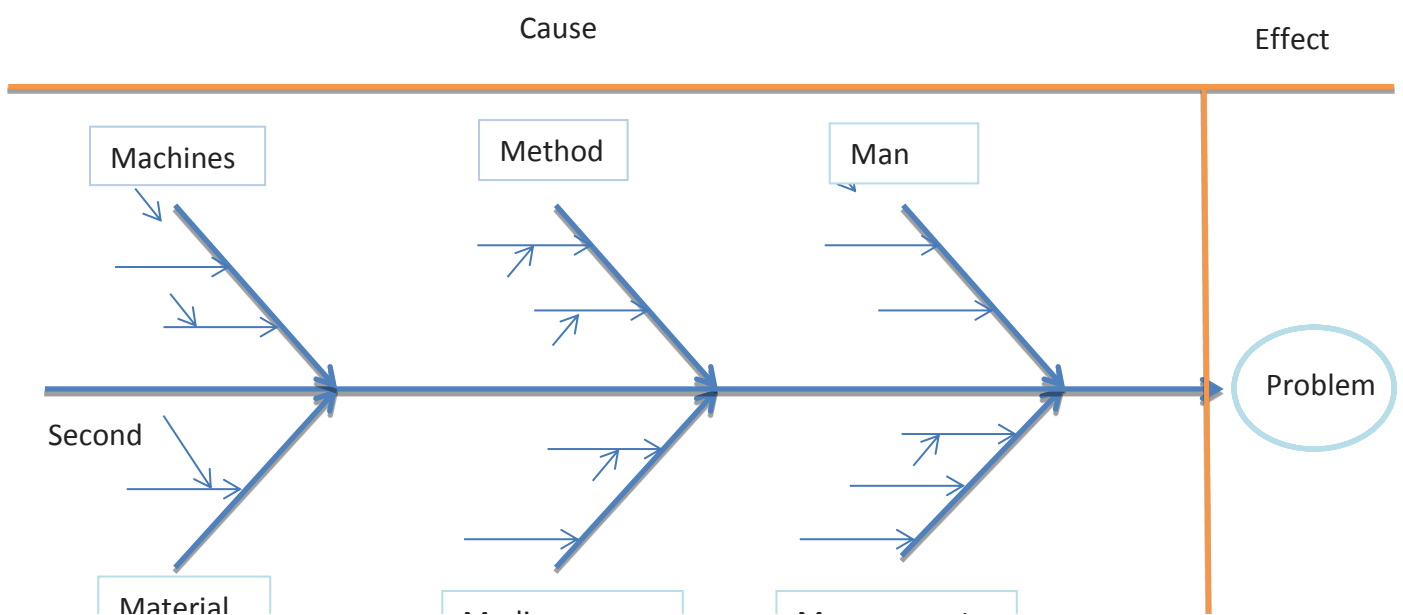 Cause
Effect
Machines
Method
Man
Problem
Second
Material